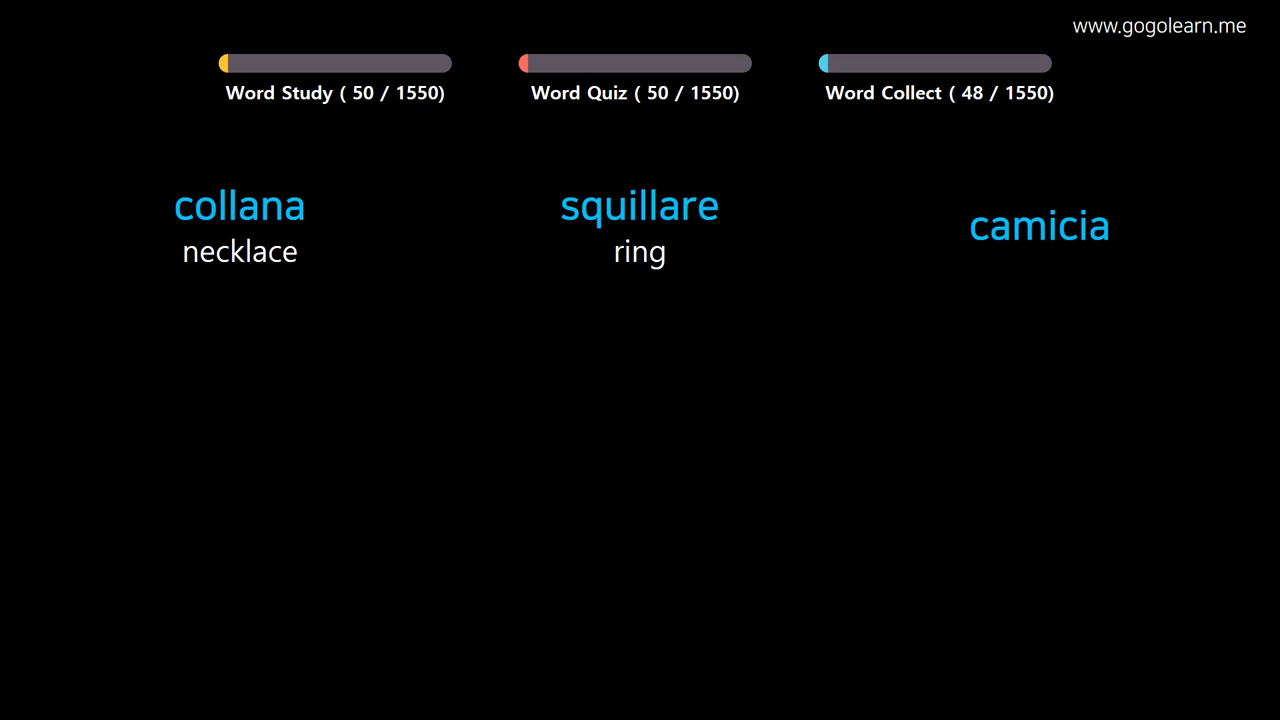 www.gogolearn.me
Word Study ( 50 / 1550)
Word Quiz ( 50 / 1550)
Word Collect ( 48 / 1550)
collana
necklace
squillare
ring
camicia